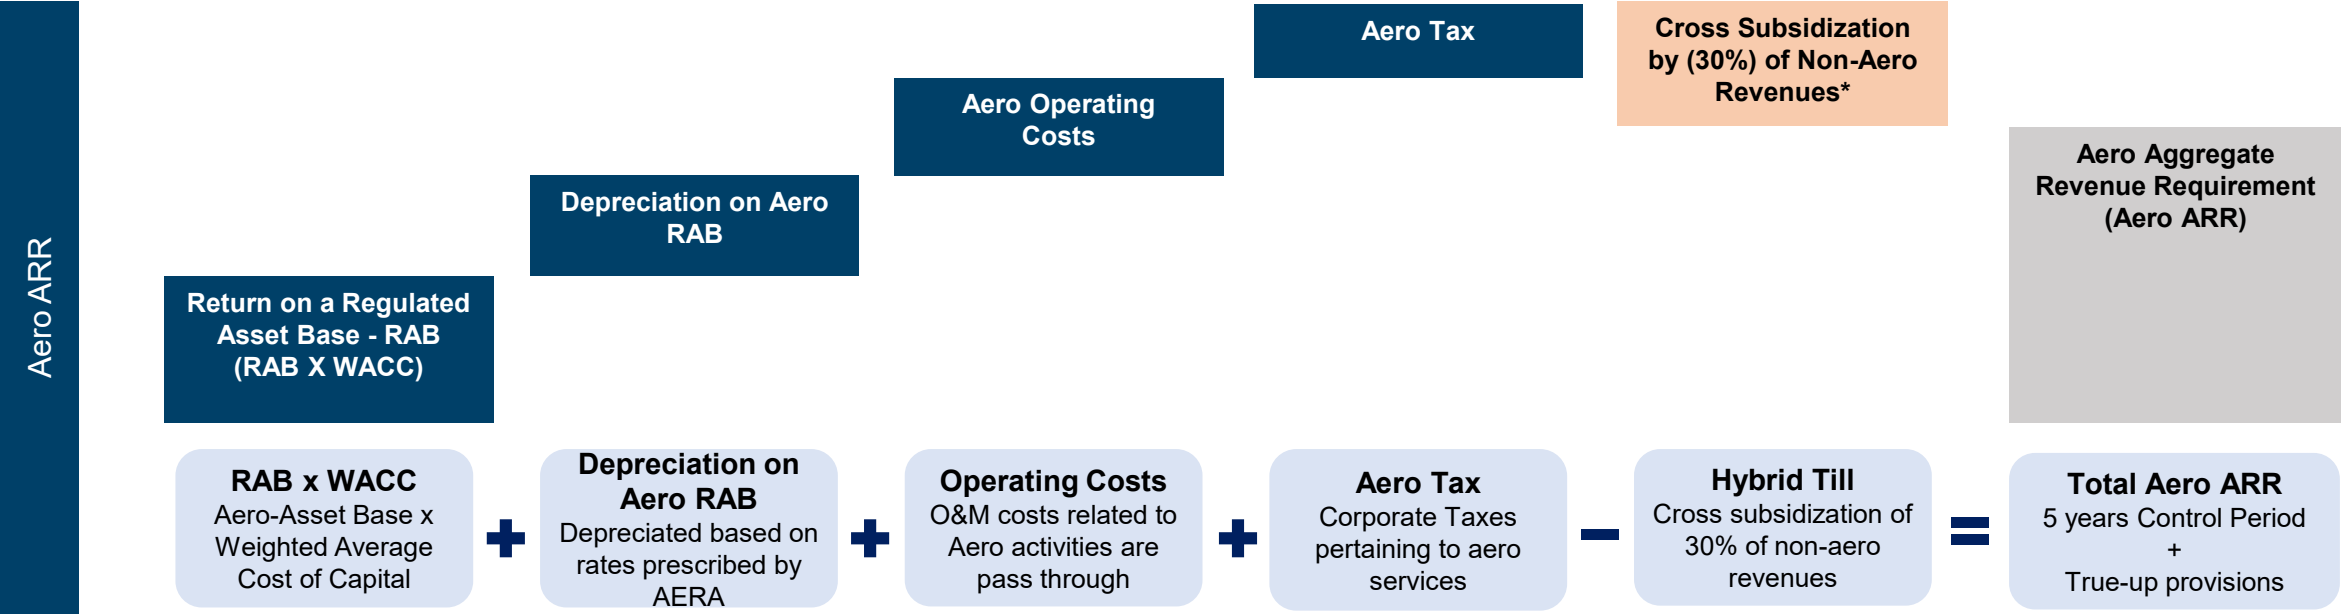 Aero ARR
Return on a Regulated
Asset Base - RAB
(RAB X WACC)
Depreciation on Aero
RAB
Aero Operating
Costs
Aero Tax
Cross Subsidization
by (30%) of Non-Aero
Revenues*
Aero Aggregate
Revenue Requirement
(Aero ARR)
RAB x WACC
Aero-Asset Base x
Weighted Average
Cost of Capital
+
Depreciation on
Aero RAB
Depreciated based on
rates prescribed by
AERA
+
Operating Costs
O&M costs related to
Aero activities are
pass through
+
Aero Tax
Corporate Taxes
pertaining to aero
services
−
Hybrid Till
Cross subsidization of
30% of non-aero
revenues
=
Total Aero ARR
5 years Control Period
+
True-up provisions